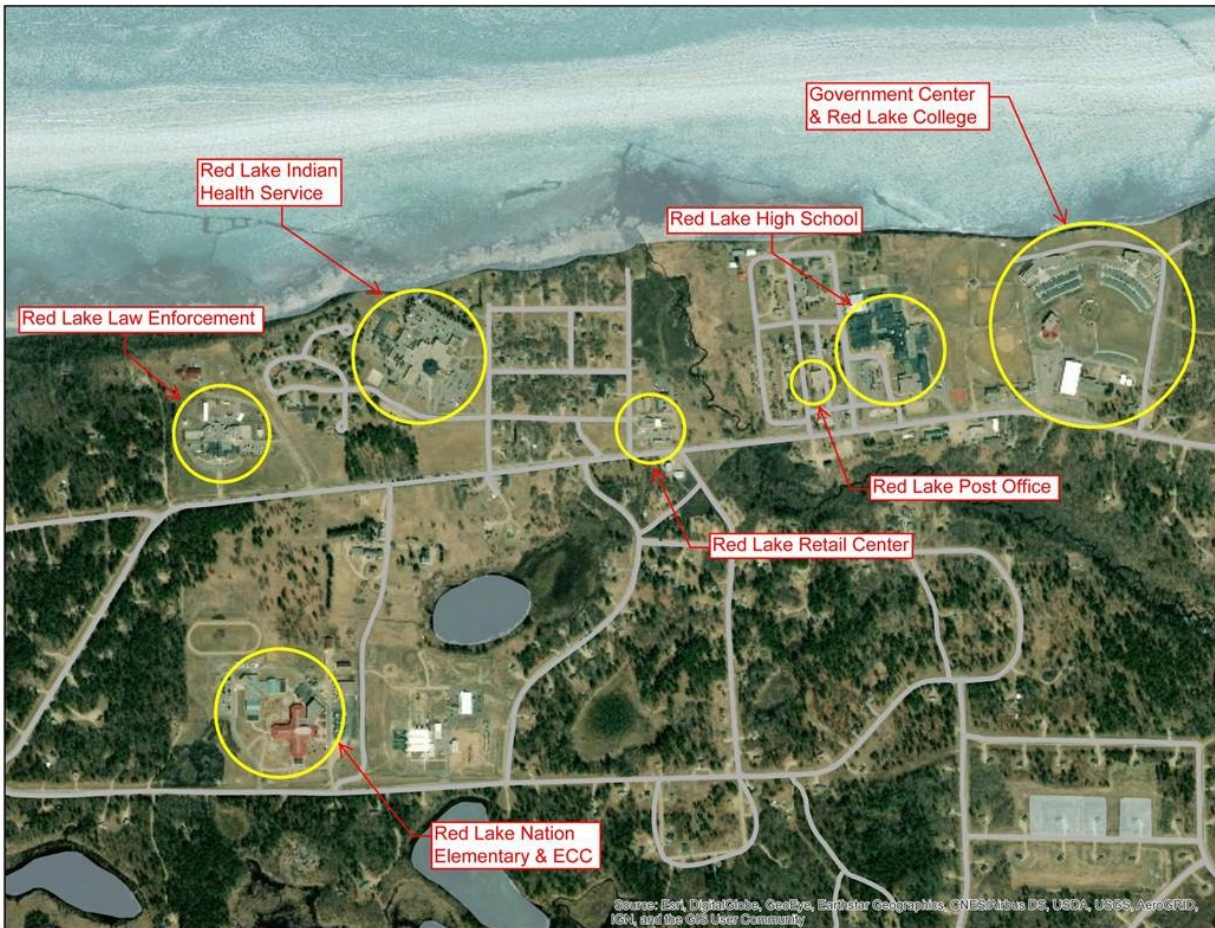 Government Center
& Red Lake College
Red Lake Indian
Health Service
Red Lake High School
Red Lake Law Enforcement
Red Lake Post Office
Red Lake Retail Center
Red Lake Nation
Elementary & ECC
Source: Esri, DigitalGlobe, GeoEye, Earthstar Geographics, CNES/Airbus DS, USDA, USGS, AeroGRID,
IGN, and the GIS User Community